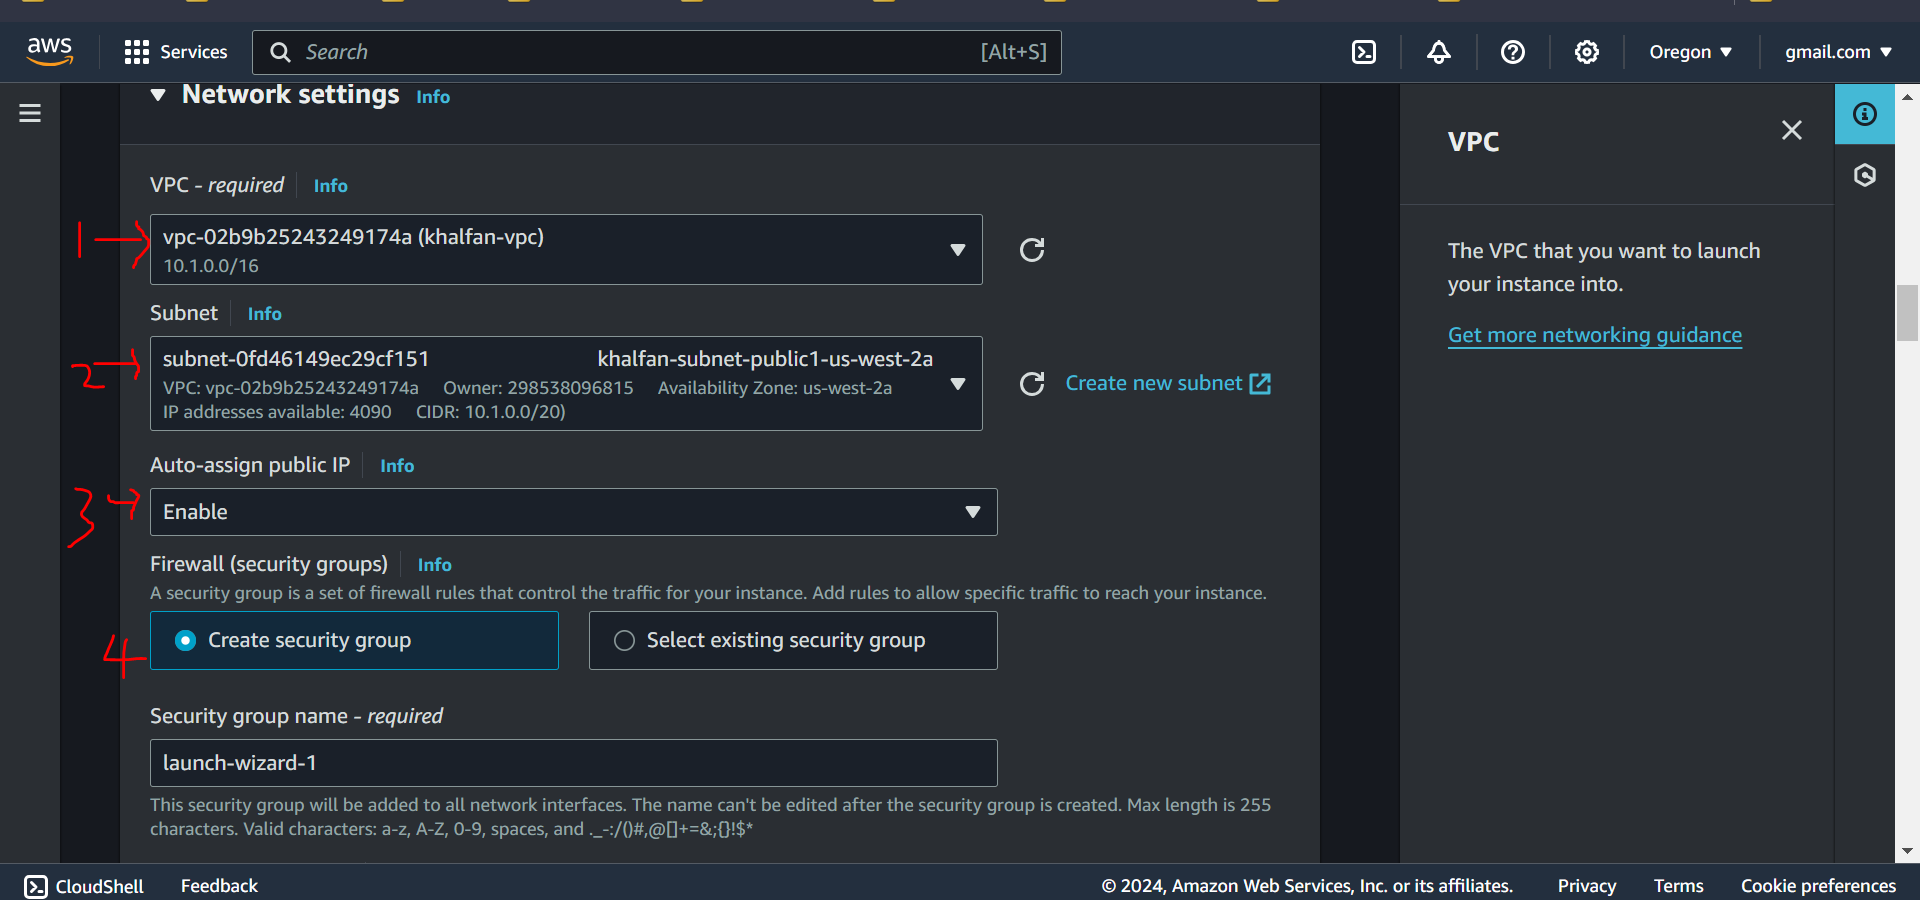 aws Services Search [Alt+S] Oregon gmail.com
Network settings Info
VPC - required Info
1 vpc-02b9b25243249174a (khalfan-vpc)
10.1.0.0/16
Subnet Info
2 subnet-0fd46149ec29cf151 khalfan-subnet-public1-us-west-2a
VPC: vpc-02b9b25243249174a Owner: 298538096815 Availability Zone: us-west-2a
IP addresses available: 4090 CIDR: 10.1.0.0/20)
Create new subnet
Auto-assign public IP Info
3 Enable
Firewall (security groups) Info
A security group is a set of firewall rules that control the traffic for your instance. Add rules to allow specific traffic to reach your instance.
4 Create security group Select existing security group
Security group name - required
launch-wizard-1
This security group will be added to all network interfaces. The name can't be edited after the security group is created. Max length is 255
characters. Valid characters: a-z, A-Z, 0-9, spaces, and ._-:/()#,@[]+=&;{}!$*
VPC
The VPC that you want to launch
your instance into.
Get more networking guidance
CloudShell Feedback © 2024, Amazon Web Services, Inc. or its affiliates. Privacy Terms Cookie preferences